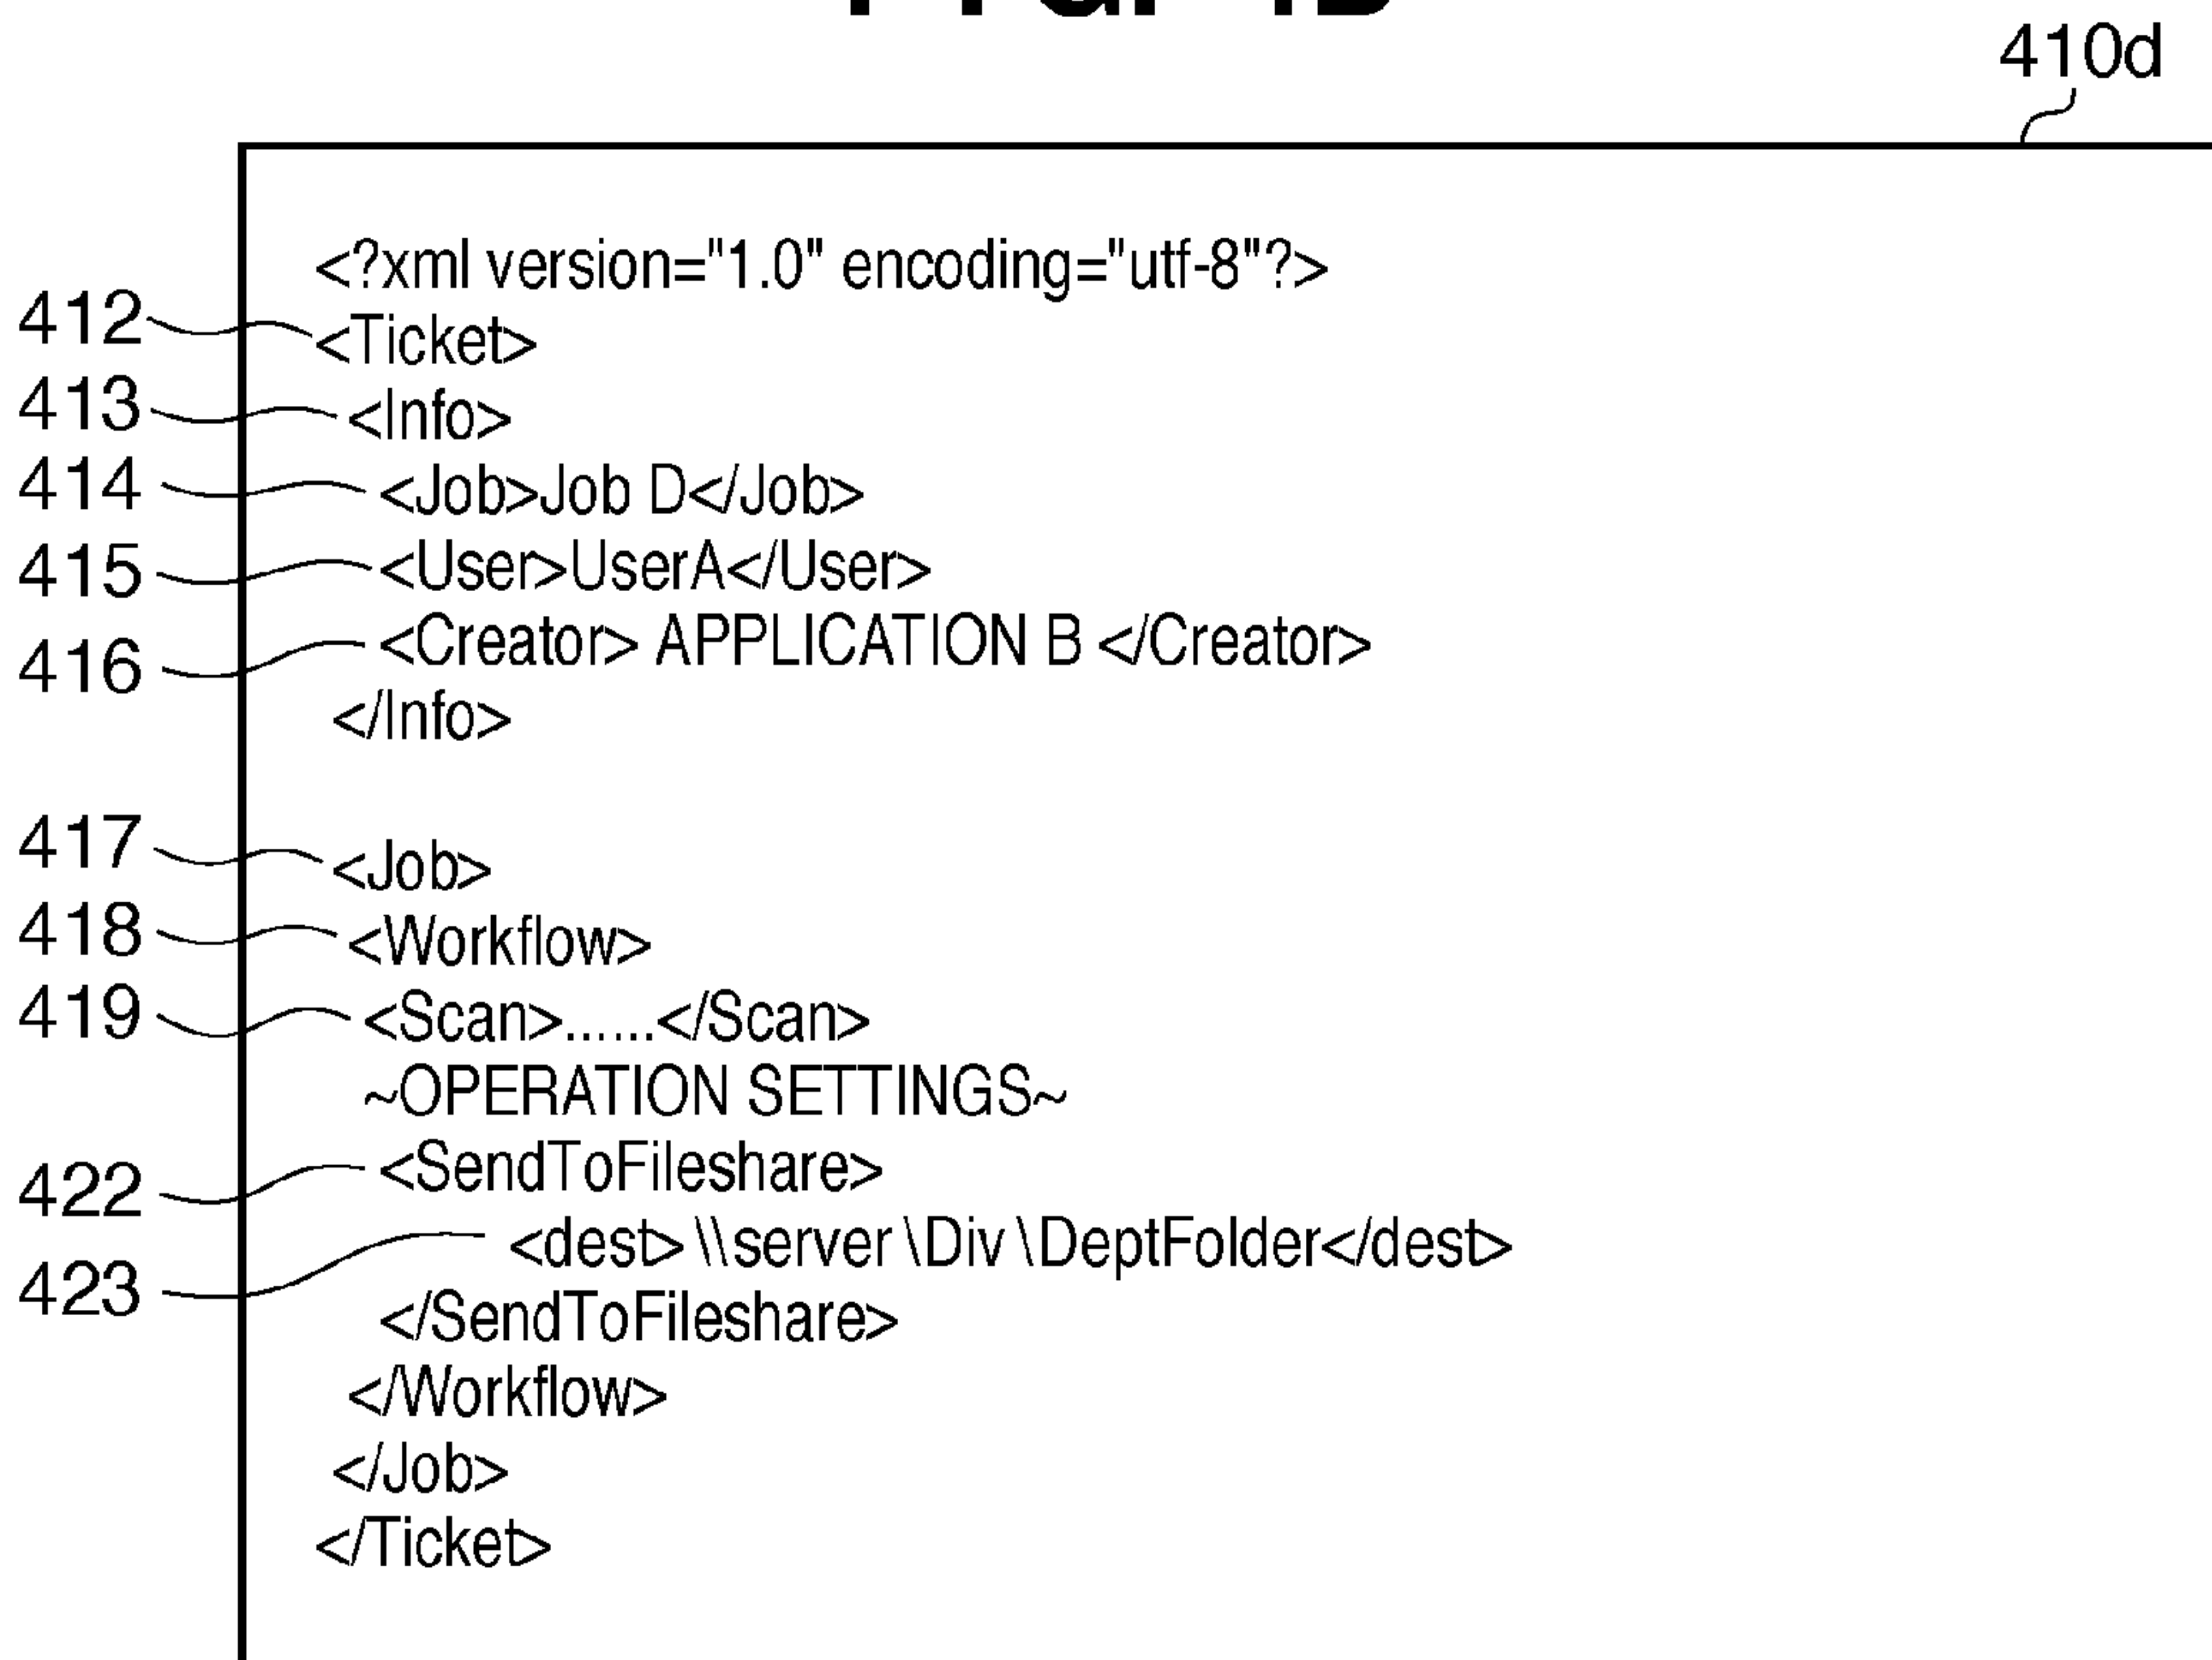 410d
<?xml version="1.0" encoding="utf-8"?>
412 <Ticket>
413 <Info>
414 <Job>Job D</Job>
415 <User>UserA</User>
416 <Creator> APPLICATION B </Creator>
</Info>
417 <Job>
418 <Workflow>
419 <Scan>......</Scan>
~OPERATION SETTINGS~
422 <SendToFileshare>
423 <dest>\\server\Div\DeptFolder</dest>
</SendToFileshare>
</Workflow>
</Job>
</Ticket>